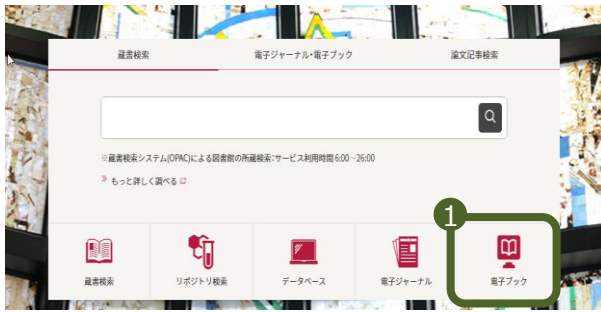 蔵書検索
電子ジャーナル・電子ブック
論文記事検索
※蔵書検索システム(OPAC)による図書館の所蔵検索:サービス利用時間 6:00～26:00
もっと詳しく調べる
1
蔵書検索
リポジトリ検索
データベース
電子ジャーナル
電子ブック